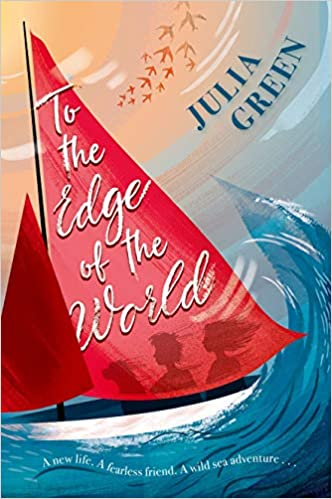 To
the
Edge
of the
World
JULIA
GREEN
A new life. A fearless friend. A wild sea adventure . . .